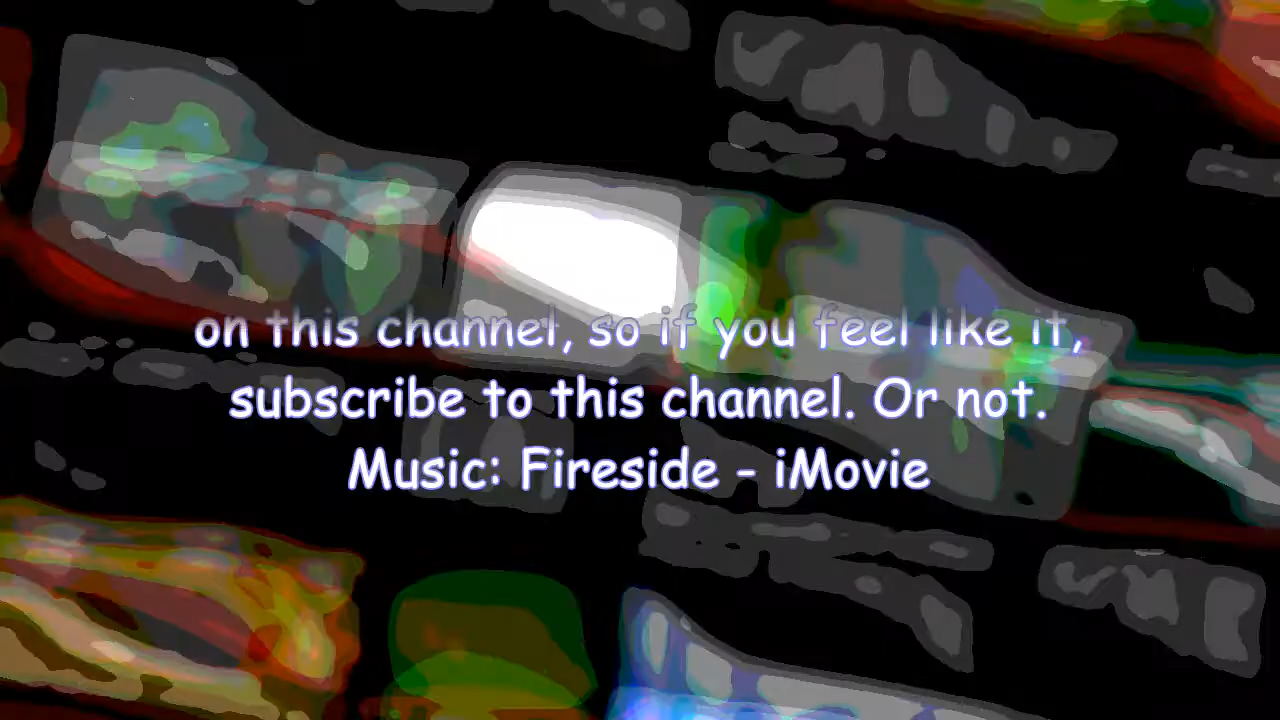 on this channel, so if you feel like it,
subscribe to this channel. Or not.
Music: Fireside - iMovie